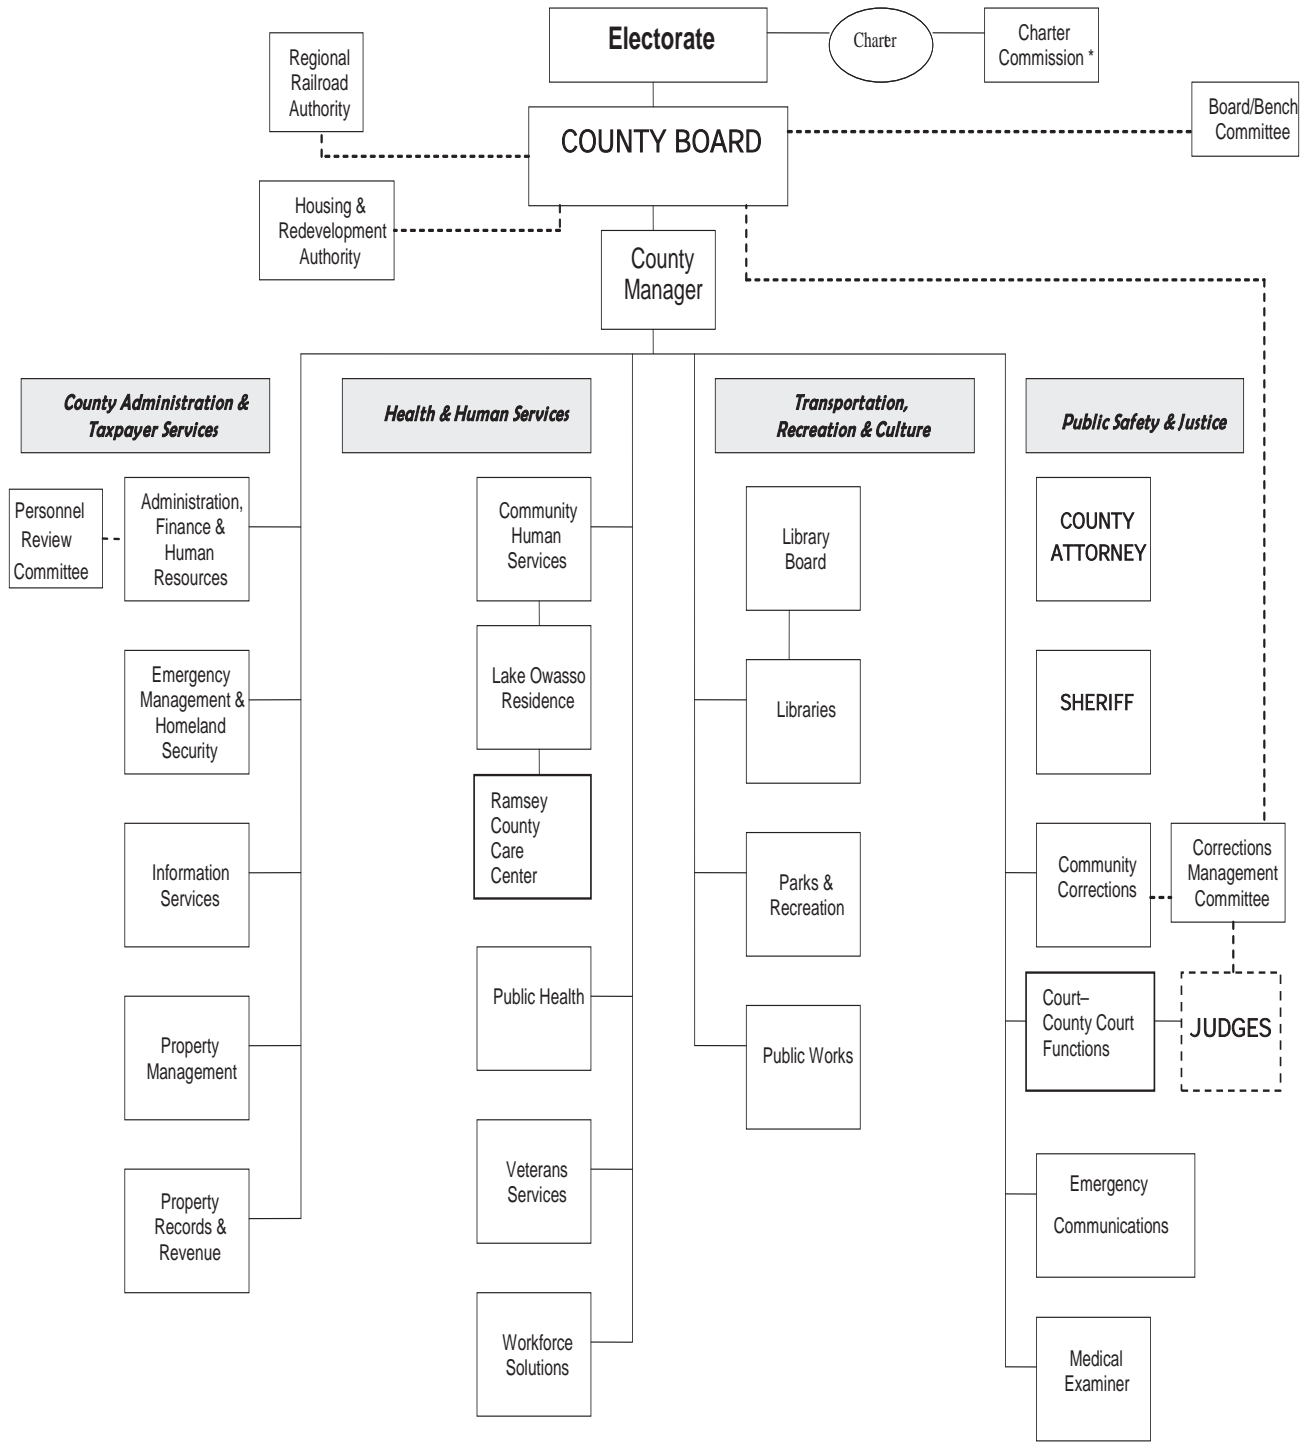 Electorate
Charter
Charter
Commission *
Regional
Railroad
Authority
COUNTY BOARD
Board/Bench
Committee
Housing &
Redevelopment
Authority
County
Manager
County Administration &
Taxpayer Services
Health & Human Services
Transportation,
Recreation & Culture
Public Safety & Justice
Personnel
Review
Committee
Administration,
Finance &
Human
Resources
Emergency
Management &
Homeland
Security
Information
Services
Property
Management
Property
Records &
Revenue
Community
Human
Services
Lake Owasso
Residence
Ramsey
County
Care
Center
Public Health
Veterans
Services
Workforce
Solutions
Library
Board
Libraries
Parks &
Recreation
Public Works
COUNTY
ATTORNEY
SHERIFF
Community
Corrections
Corrections
Management
Committee
Court–
County Court
Functions
JUDGES
Emergency
Communications
Medical
Examiner